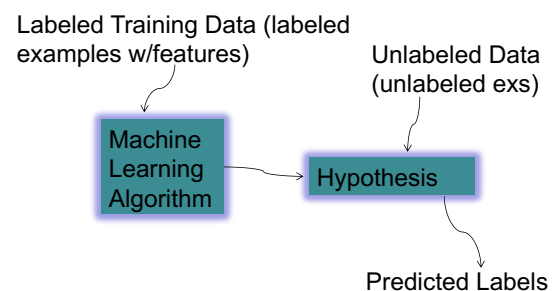 Labeled Training Data (labeled
examples w/features)
Unlabeled Data
(unlabeled exs)
Machine
Learning
Algorithm
Hypothesis
Predicted Labels